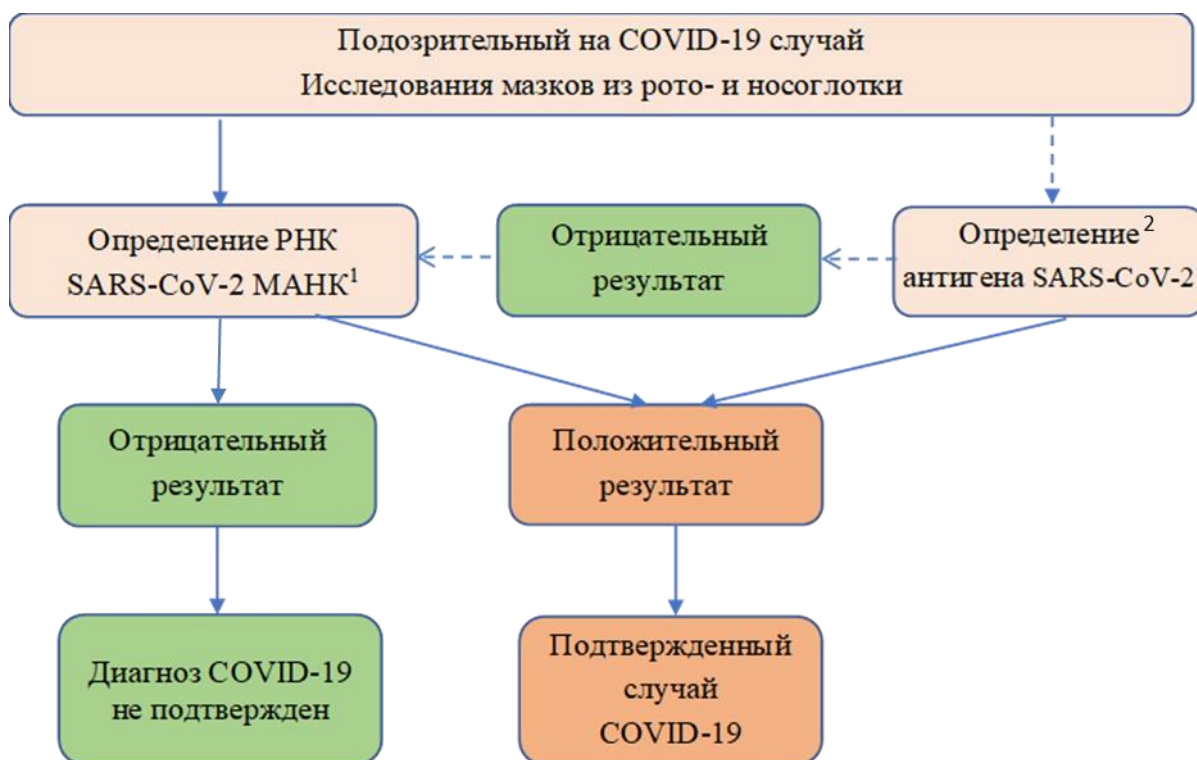 Подозрительный на COVID-19 случай
Исследования мазков из рото- и носоглотки
Определение РНК
SARS-CoV-2 МАНК¹
Отрицательный
результат
Определение²
антигена SARS-CoV-2
Отрицательный
результат
Положительный
результат
Диагноз COVID-19
не подтвержден
Подтвержденный
случай
COVID-19